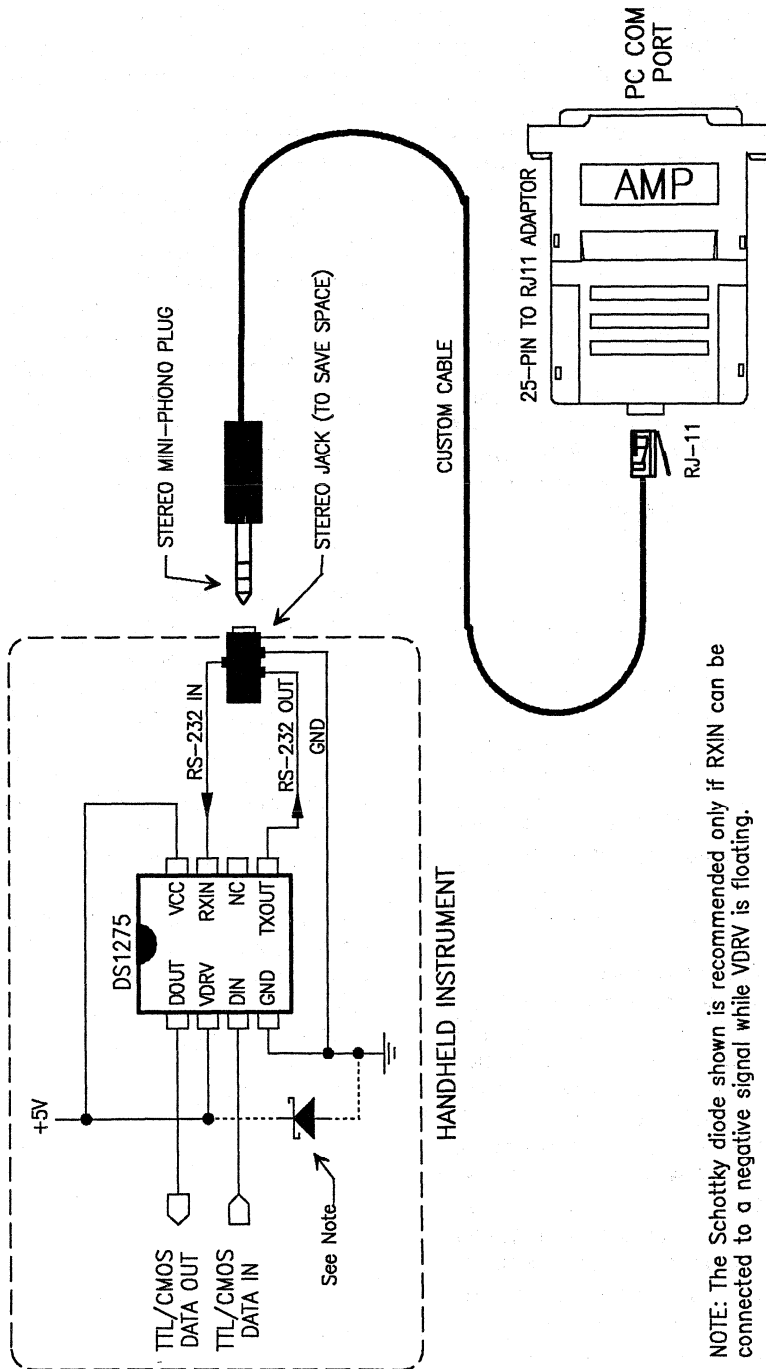 +5V
DS1275
DOUT
VDRV
DIN
GND
VCC
RXIN
NC
TXOUT
RS-232 IN
RS-232 OUT
GND
TTL/CMOS
DATA OUT
TTL/CMOS
DATA IN
See Note
HANDHELD INSTRUMENT
STEREO MINI-PHONO PLUG
STEREO JACK (TO SAVE SPACE)
CUSTOM CABLE
25-PIN TO RJ11 ADAPTOR
AMP
PC COM
PORT
RJ-11
NOTE: The Schottky diode shown is recommended only if RXIN can be
connected to a negative signal while VDRV is floating.